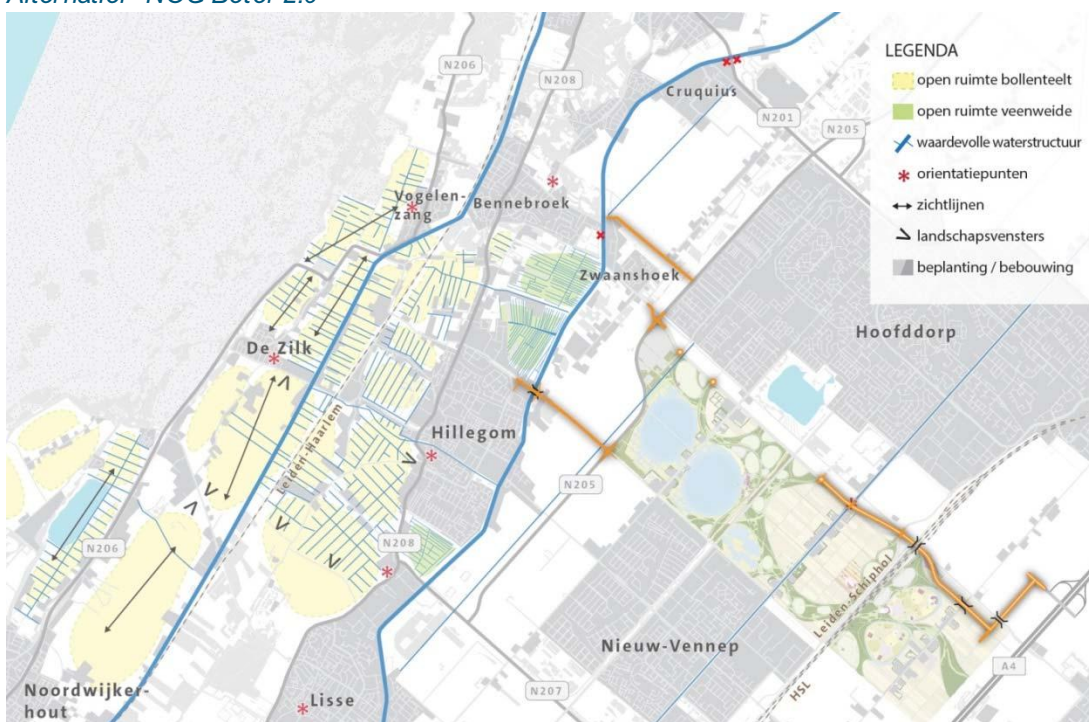 Alternatief "NOG Beter 2.0"
LEGENDA
open ruimte bollenteelt
open ruimte veenweide
waardevolle waterstructuur
orientatiepunten
zichtlijnen
landschapsvensters
beplanting / bebouwing
N206
N208
Cruquius
N201
N205
Vogelen-
zang
Bennebroek
Zwaanshoek
Hoofddorp
De Zilk
Leiden-Haarlem
Hillegom
N205
N206
N208
Leiden-Schiphol
Nieuw-Vennep
HSL
A4
N207
Noordwijker-
hout
Lisse